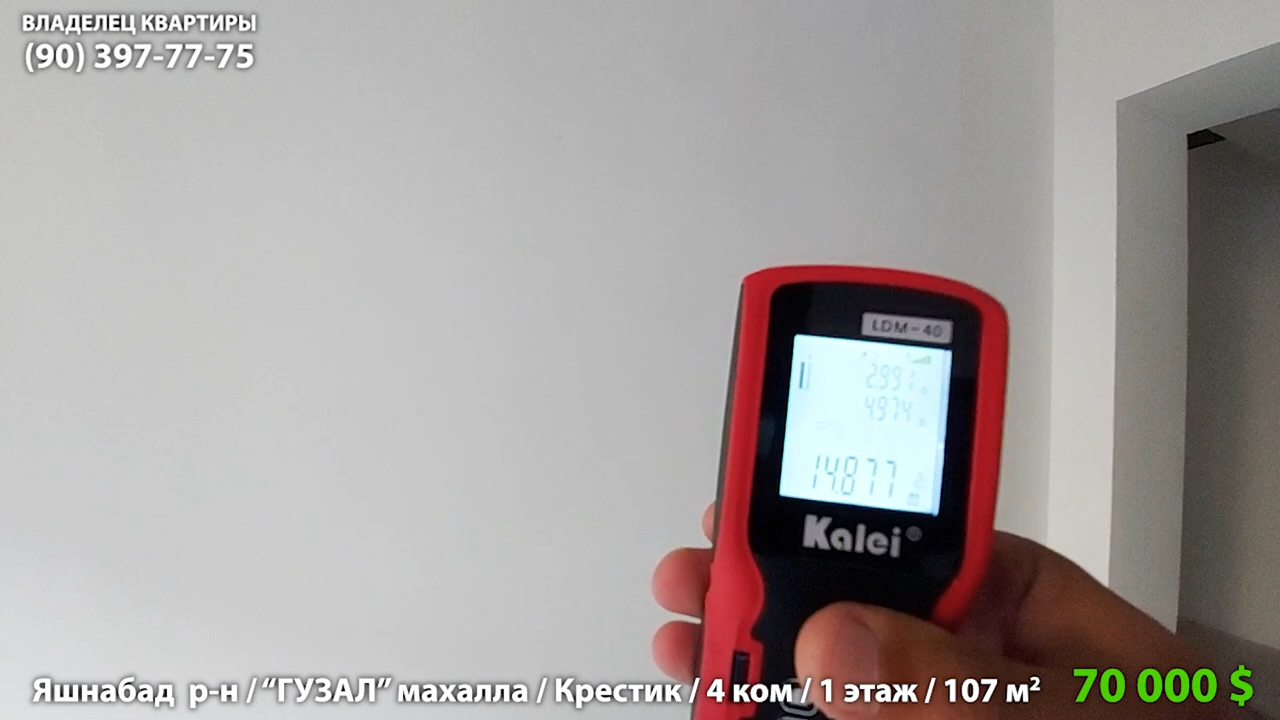 ВЛАДЕЛЕЦ КВАРТИРЫ
(90) 397-77-75
LDM-40
2.991
4.974
14.877
Kalei®
Яшнабад р-н / “ГУЗАЛ” махалла / Крестик / 4 ком / 1 этаж / 107 м² 70 000 $